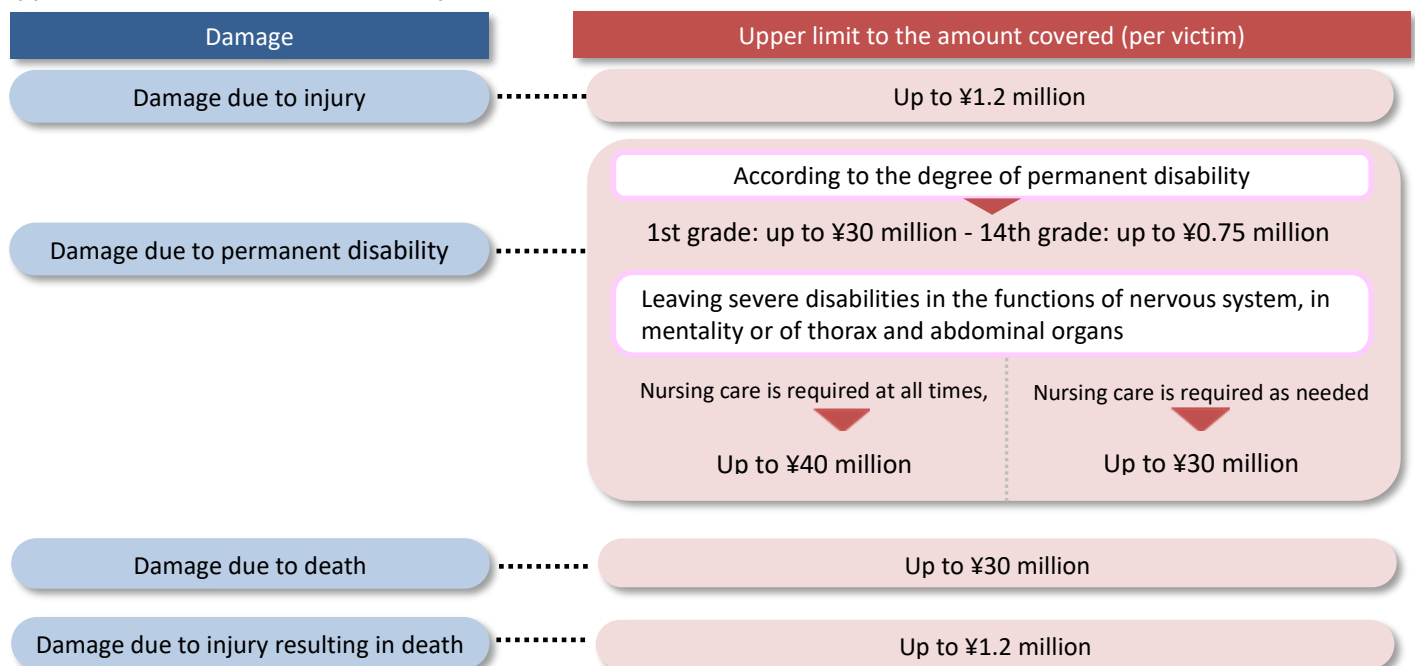 Damage
Upper limit to the amount covered (per victim)
Damage due to injury
Up to ¥1.2 million
Damage due to permanent disability
According to the degree of permanent disability
1st grade: up to ¥30 million - 14th grade: up to ¥0.75 million
Leaving severe disabilities in the functions of nervous system, in
mentality or of thorax and abdominal organs
Nursing care is required at all times,
Up to ¥40 million
Nursing care is required as needed
Up to ¥30 million
Damage due to death
Up to ¥30 million
Damage due to injury resulting in death
Up to ¥1.2 million